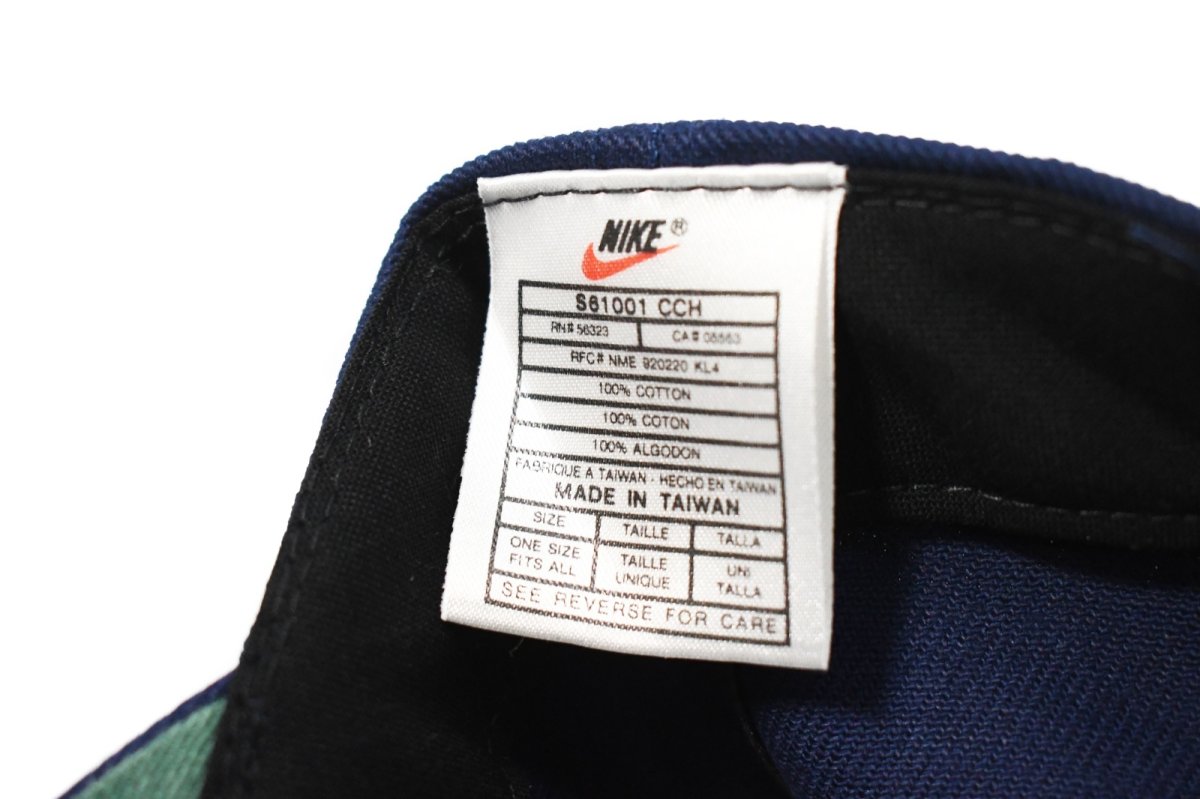 NIKE®
S61001 CCH
RN# 56323 CA# 05553
RFC# NME 920220 KL4
100% COTTON
100% COTON
100% ALGODON
FABRIQUE A TAIWAN - HECHO EN TAIWAN
MADE IN TAIWAN
SIZE TAILLE TALLA
ONE SIZE FITS ALL TAILLE UNIQUE UNI TALLA
SEE REVERSE FOR CARE